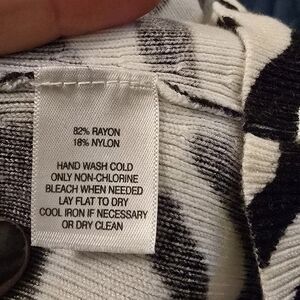 82% RAYON
18% NYLON
HAND WASH COLD
ONLY NON-CHLORINE
BLEACH WHEN NEEDED
LAY FLAT TO DRY
COOL IRON IF NECESSARY
OR DRY CLEAN